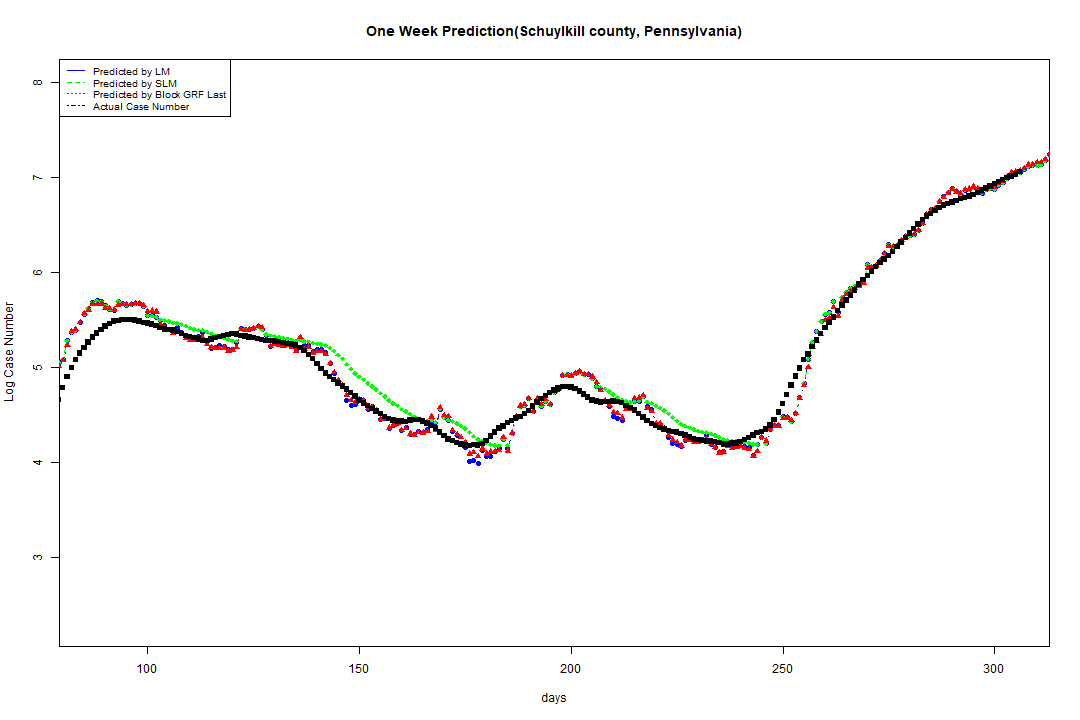 One Week Prediction(Schuylkill county, Pennsylvania)
Predicted by LM
Predicted by SLM
Predicted by Block GRF Last
Actual Case Number
8
7
6
5
4
3
Log Case Number
100 150 200 250 300
days